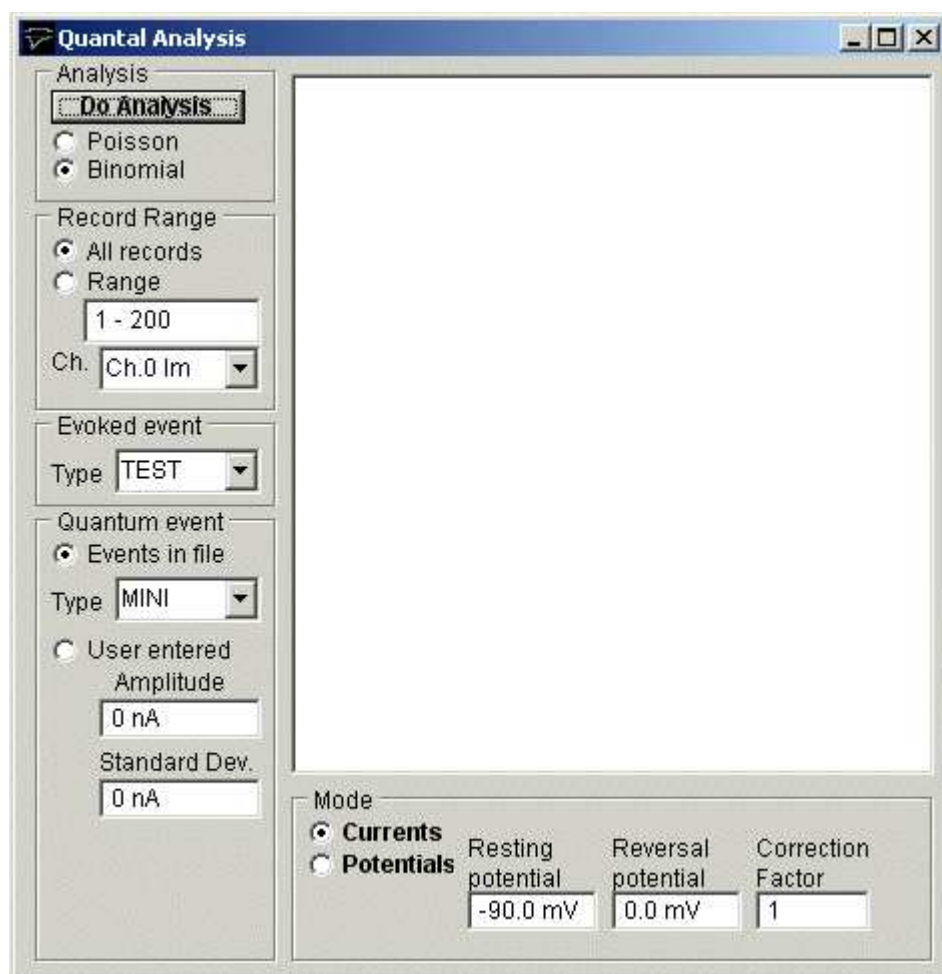 Quantal Analysis
Analysis
Do Analysis
Poisson
Binomial
Record Range
All records
Range
1 - 200
Ch. Ch.0 Im
Evoked event
Type TEST
Quantum event
Events in file
Type MINI
User entered
Amplitude
0 nA
Standard Dev.
0 nA
Mode
Currents
Potentials
Resting
potential
-90.0 mV
Reversal
potential
0.0 mV
Correction
Factor
1